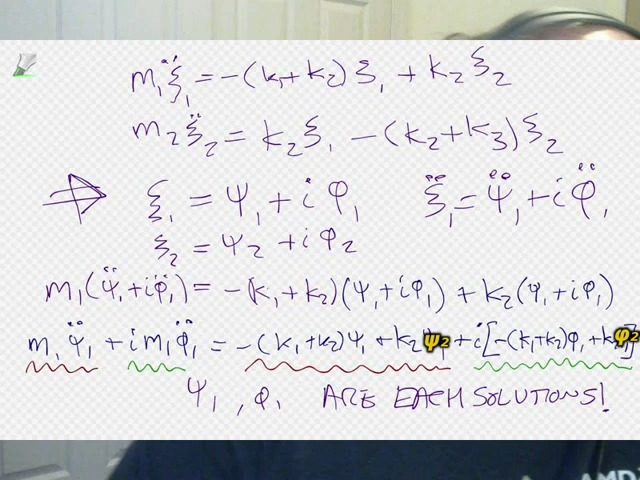 m₁ξ̈₁ = -(k₁+k₂)ξ₁ + k₂ξ₂
m₂ξ̈₂ = k₂ξ₁ - (k₂+k₃)ξ₂
⇒ ξ₁ = ψ₁ + iφ₁ ξ̈₁ = ψ̈₁ + iφ̈₁
ξ₂ = ψ₂ + iφ₂
m₁(ψ̈₁+iφ̈₁) = -(k₁+k₂)(ψ₁+iφ₁) + k₂(ψ₁+iφ₁)
m₁ψ̈₁ + im₁φ̈₁ = -(k₁+k₂)ψ₁ + k₂ψ₂ + i[-(k₁+k₂)φ₁ + k₂φ₂]
ψ₁, φ₁ ARE EACH SOLUTIONS!